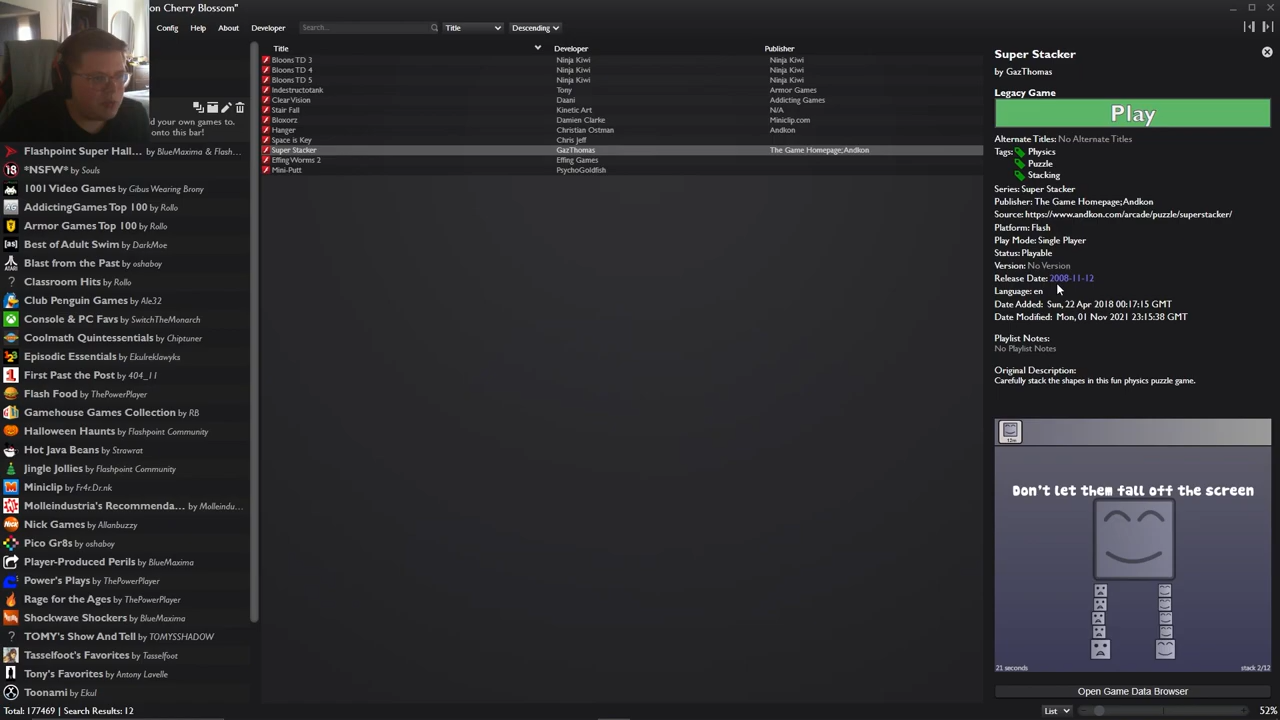 on Cherry Blossom"
Config Help About Developer Search... Title Descending
ld your own games to.
onto this bar!
Flashpoint Super Hall... by BlueMaxima & Flash...
*NSFW* by Souls
1001 Video Games by Gibus Wearing Brony
AddictingGames Top 100 by Rollo
Armor Games Top 100 by Rollo
Best of Adult Swim by DarkMoe
Blast from the Past by oshaboy
Classroom Hits by Rollo
Club Penguin Games by Ale32
Console & PC Favs by SwitchTheMonarch
Coolmath Quintessentials by Chiptuner
Episodic Essentials by Ekulreklawyks
First Past the Post by 404_11
Flash Food by ThePowerPlayer
Gamehouse Games Collection by RB
Halloween Haunts by Flashpoint Community
Hot Java Beans by Strawrat
Jingle Jollies by Flashpoint Community
Miniclip by Fr4r.Dr.nk
Molleindustria's Recommenda... by Molleindu...
Nick Games by Allanbuzzy
Pico Gr8s by oshaboy
Player-Produced Perils by BlueMaxima
Power's Plays by ThePowerPlayer
Rage for the Ages by ThePowerPlayer
Shockwave Shockers by BlueMaxima
TOMY's Show And Tell by TOMYSSHADOW
Tasselfoot's Favorites by Tasselfoot
Tony's Favorites by Antony Lavelle
Toonami by Ekul
Total: 177469 | Search Results: 12
Title Developer Publisher
Bloons TD 3 Ninja Kiwi Ninja Kiwi
Bloons TD 4 Ninja Kiwi Ninja Kiwi
Bloons TD 5 Ninja Kiwi Ninja Kiwi
Indestructotank Tony Armor Games
Clear Vision Daani Addicting Games
Stair Fall Kinetic Art N/A
Bloxorz Damien Clarke Miniclip.com
Hanger Christian Ostman Andkon
Space is Key Chris Jeff
Super Stacker GazThomas The Game Homepage;Andkon
Effing Worms 2 Effing Games
Mini-Putt PsychoGoldfish
Super Stacker
by GazThomas
Legacy Game
Play
Alternate Titles: No Alternate Titles
Tags: Physics
Puzzle
Stacking
Series: Super Stacker
Publisher: The Game Homepage;Andkon
Source: https://www.andkon.com/arcade/puzzle/superstacker/
Platform: Flash
Play Mode: Single Player
Status: Playable
Version: No Version
Release Date: 2008-11-12
Language: en
Date Added: Sun, 22 Apr 2018 00:17:15 GMT
Date Modified: Mon, 01 Nov 2021 23:15:38 GMT
Playlist Notes:
No Playlist Notes
Original Description:
Carefully stack the shapes in this fun physics puzzle game.
Don't let them fall off the screen
21 seconds stack 2/12
Open Game Data Browser
List 52%